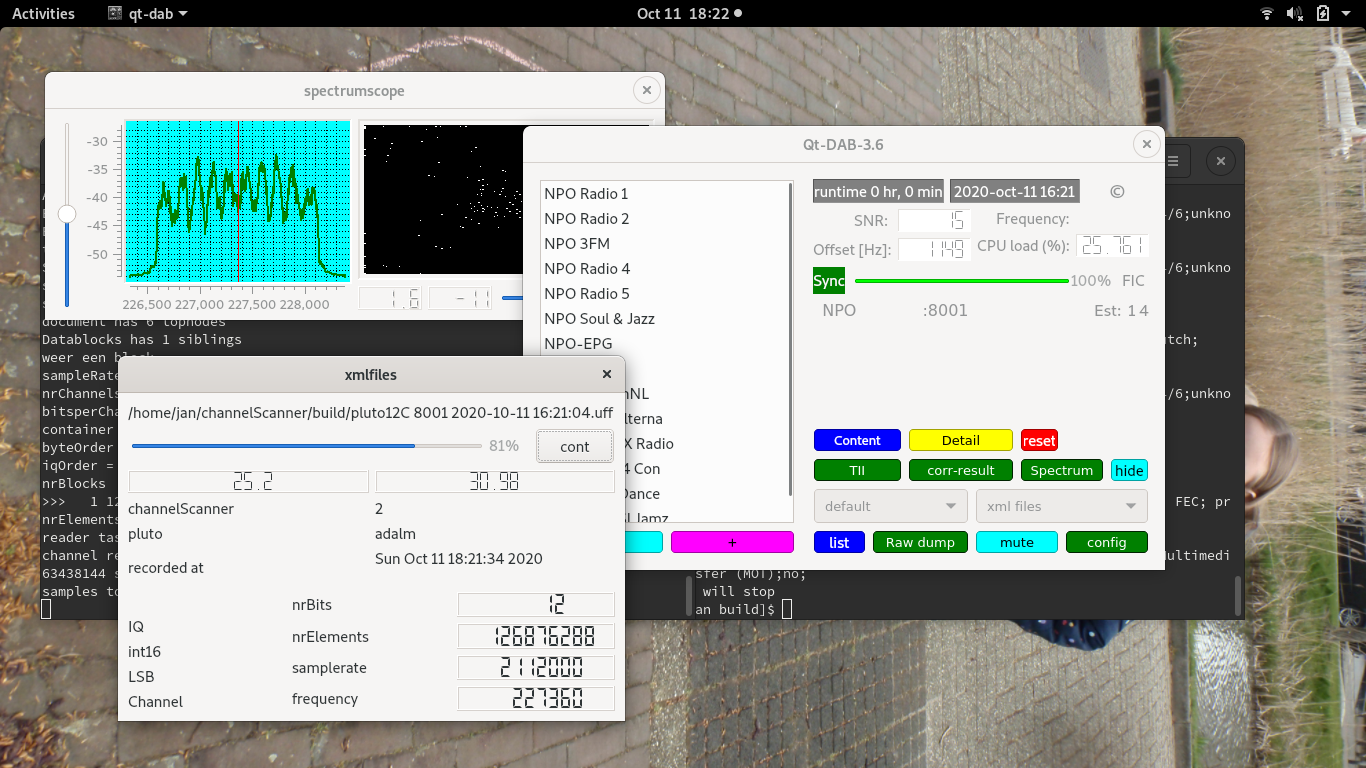 Activities
qt-dab
Oct 11 18:22
spectrumscope
-30
-35
-40
-45
-50
226,500 227,000 227,500 228,000
1.6
-11
Qt-DAB-3.6
NPO Radio 1
NPO Radio 2
NPO 3FM
NPO Radio 4
NPO Radio 5
NPO Soul & Jazz
NPO-EPG
nNL
lterna
X Radio
4 Con
Dance
runtime 0 hr, 0 min
2020-oct-11 16:21
©
SNR:
15
Frequency:
Offset [Hz]:
1149
CPU load (%):
25.761
Sync
100%
FIC
NPO
:8001
Est: 1 4
Content
Detail
reset
TII
corr-result
Spectrum
hide
default
xml files
+
list
Raw dump
mute
config
document has 6 topnodes
Datablocks has 1 siblings
weer een block
sampleRate
nrChannels
bitsperCha
container
byteOrder
iqOrder =
nrBlocks
>>> 1 12
nrElements
reader tas
channel re
63438144 s
samples to
4/6;unkno
4/6;unkno
utch;
4/6;unkno
FEC; pr
ultimedi
sfer (MOT);no;
will stop
an build]$
xmlfiles
/home/jan/channelScanner/build/pluto12C 8001 2020-10-11 16:21:04.uff
81%
cont
25.2
30.98
channelScanner
2
pluto
adalm
recorded at
Sun Oct 11 18:21:34 2020
nrBits
12
IQ
nrElements
126876288
int16
samplerate
2112000
LSB
frequency
227360
Channel